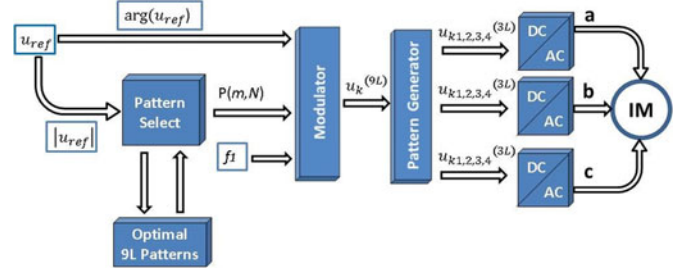 arg(u_ref)
u_ref
|u_ref|
Pattern
Select
P(m,N)
f1
Optimal
9L Patterns
Modulator
u_k^(9L)
Pattern Generator
u_k1,2,3,4^(3L)
DC
AC
a
u_k1,2,3,4^(3L)
DC
AC
b
u_k1,2,3,4^(3L)
DC
AC
c
IM